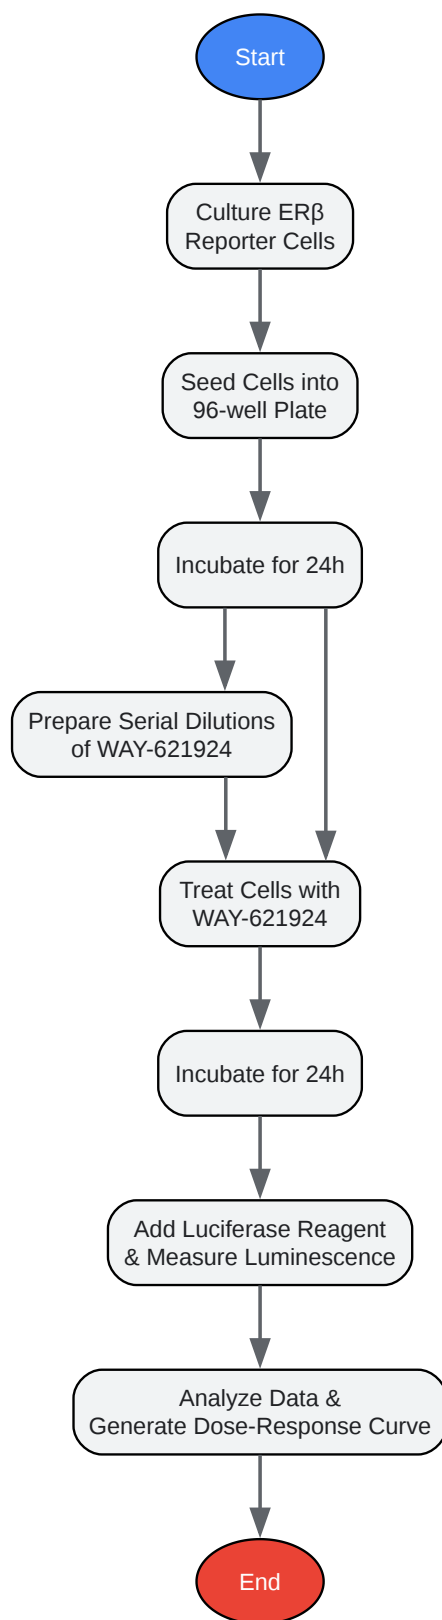 Start
Culture ERβ
Reporter Cells
Seed Cells into
96-well Plate
Incubate for 24h
Prepare Serial Dilutions
of WAY-621924
Treat Cells with
WAY-621924
Incubate for 24h
Add Luciferase Reagent
& Measure Luminescence
Analyze Data &
Generate Dose-Response Curve
End